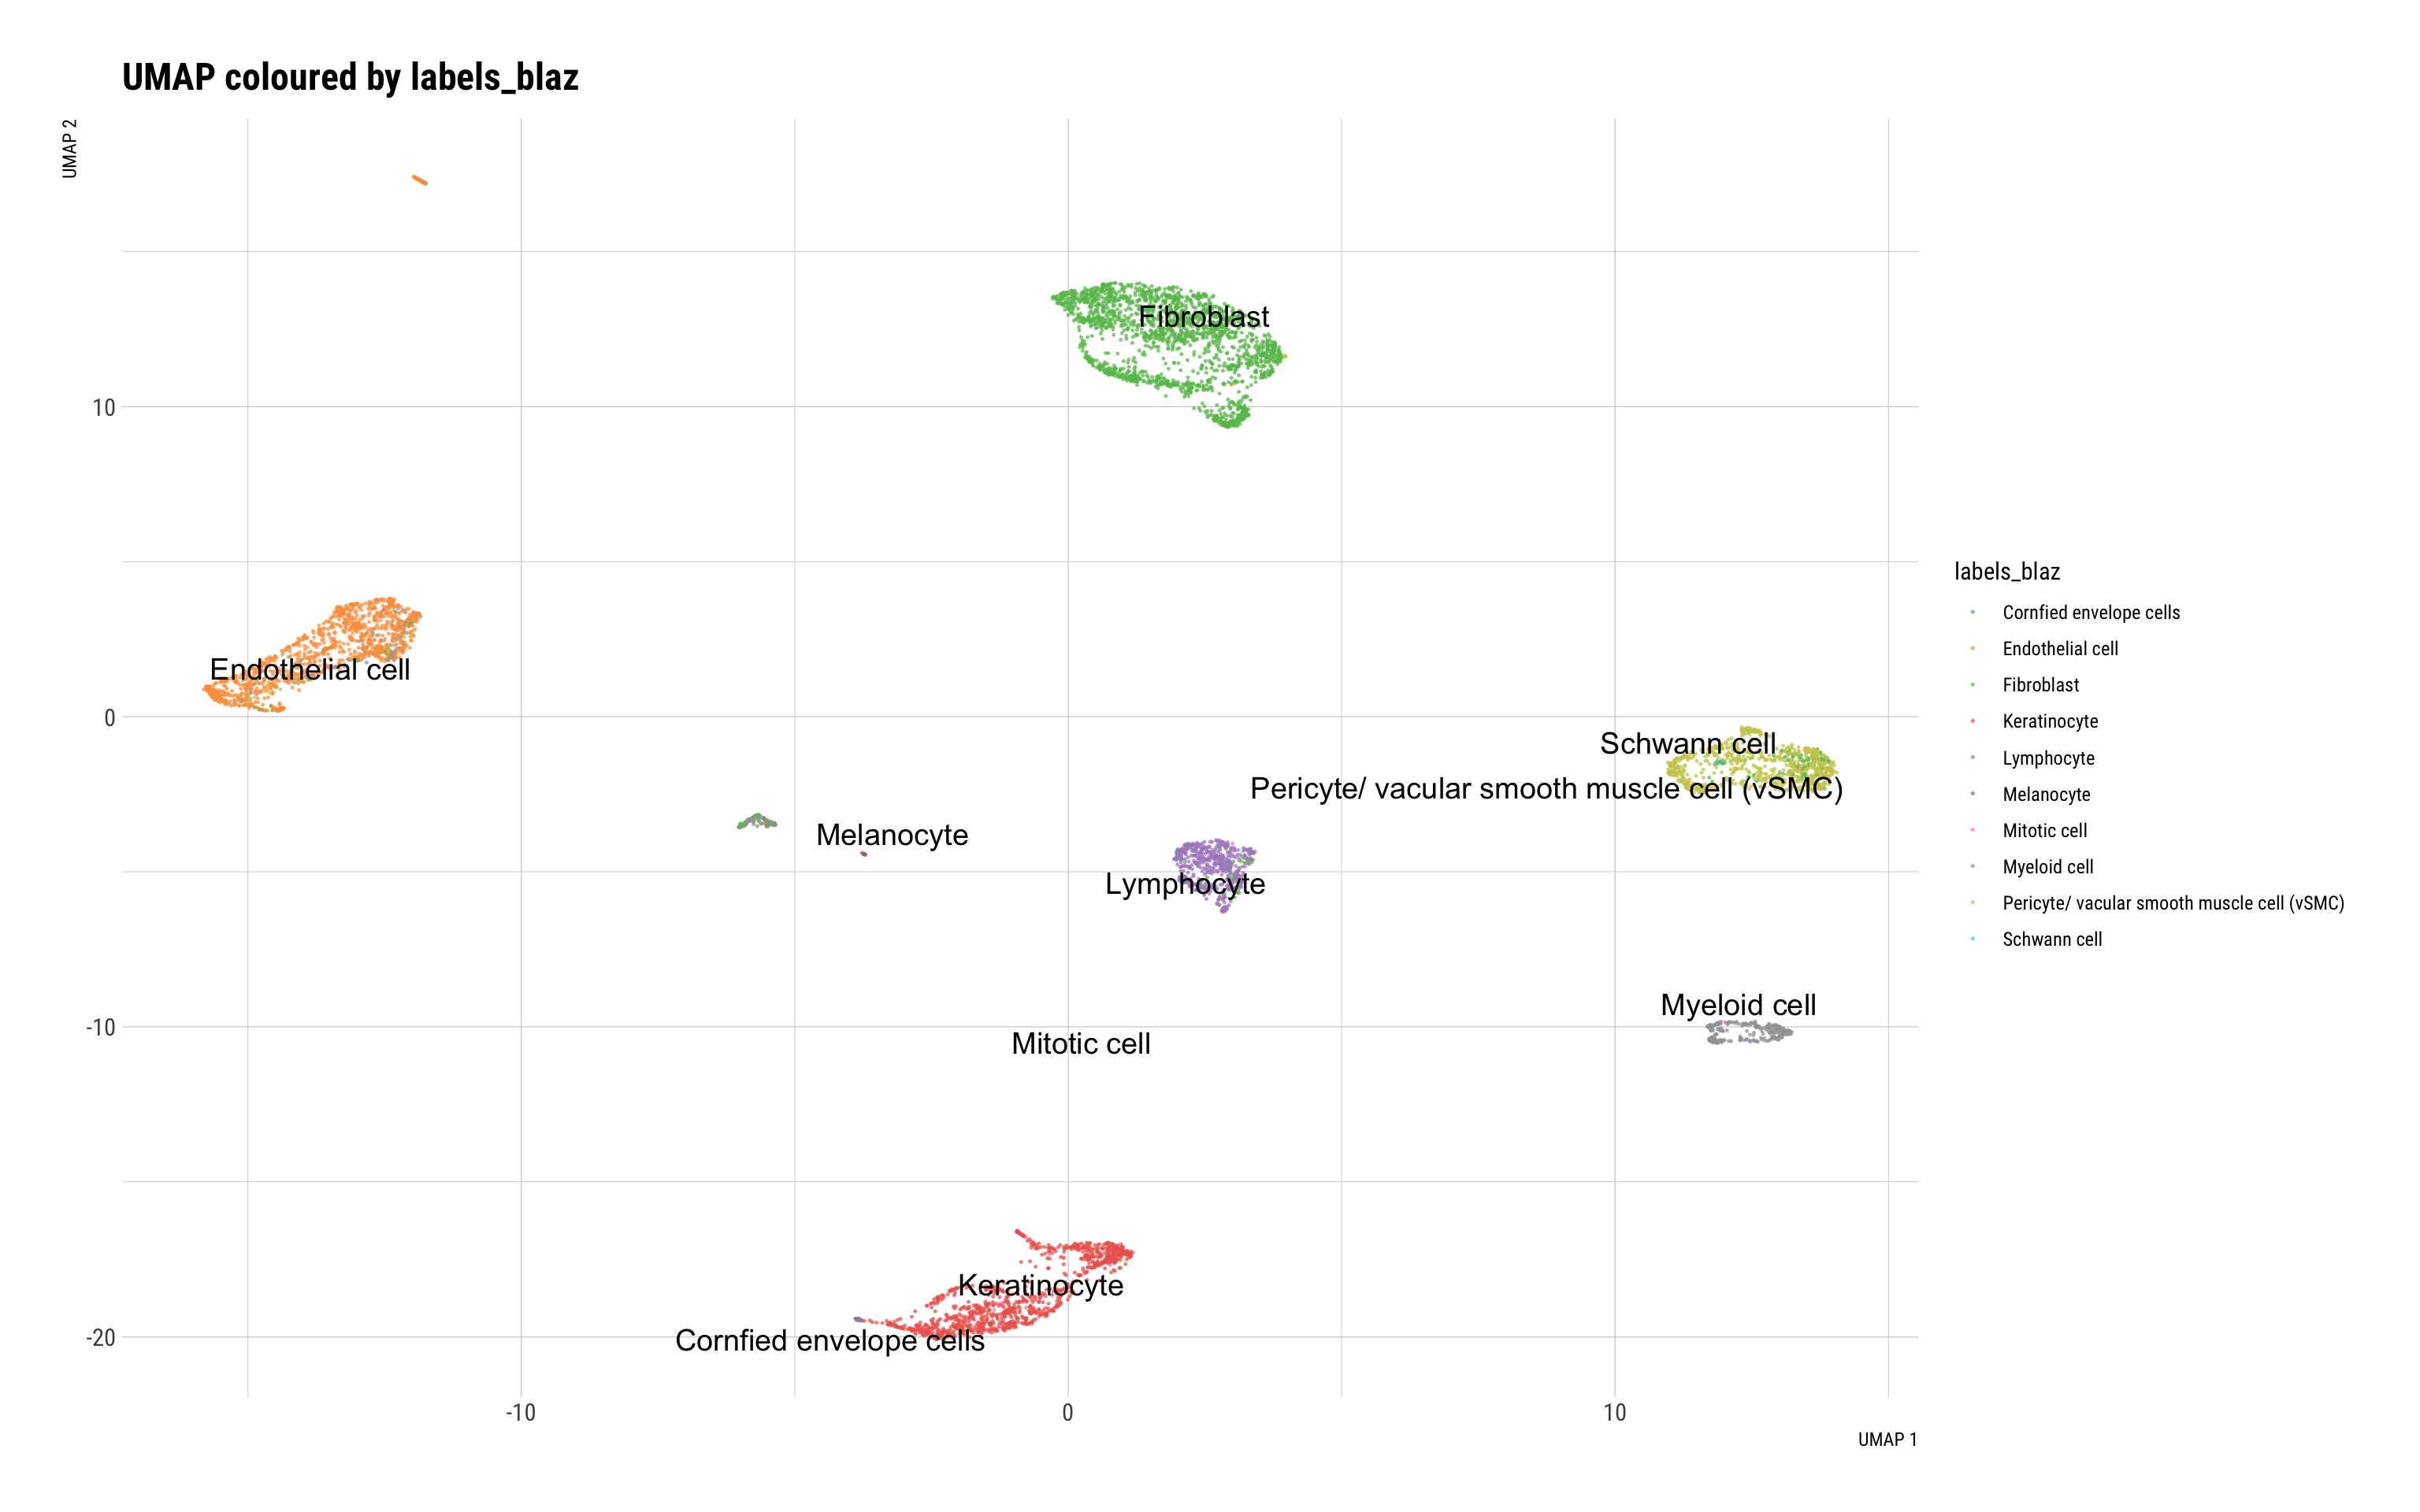 UMAP coloured by labels_blaz
UMAP 2
10
0
-10
-20
Fibroblast
Endothelial cell
Schwann cell
Pericyte/ vacular smooth muscle cell (vSMC)
Melanocyte
Lymphocyte
Myeloid cell
Mitotic cell
Keratinocyte
Cornfied envelope cells
-10
0
10
UMAP 1
labels_blaz
Cornfied envelope cells
Endothelial cell
Fibroblast
Keratinocyte
Lymphocyte
Melanocyte
Mitotic cell
Myeloid cell
Pericyte/ vacular smooth muscle cell (vSMC)
Schwann cell